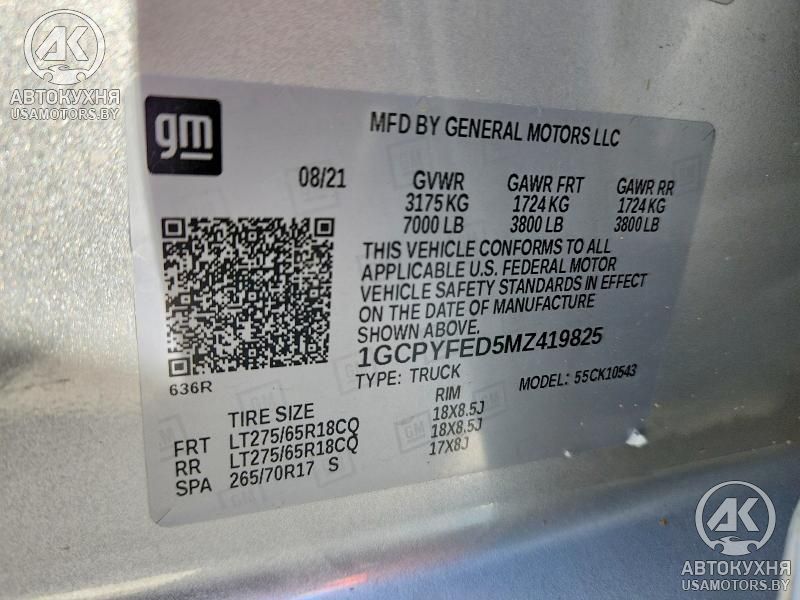 AK
АВТОКУХНЯ
USAMOTORS.BY
gm
MFD BY GENERAL MOTORS LLC
08/21
GVWR GAWR FRT GAWR RR
3175 KG 1724 KG 1724 KG
7000 LB 3800 LB 3800 LB
THIS VEHICLE CONFORMS TO ALL
APPLICABLE U.S. FEDERAL MOTOR
VEHICLE SAFETY STANDARDS IN EFFECT
ON THE DATE OF MANUFACTURE
SHOWN ABOVE.
1GCPYFED5MZ419825
636R
TYPE: TRUCK MODEL: 55CK10543
TIRE SIZE RIM
FRT LT275/65R18CQ 18X8.5J
RR LT275/65R18CQ 18X8.5J
SPA 265/70R17 S 17X8J
GM
AK
АВТОКУХНЯ
USAMOTORS.BY